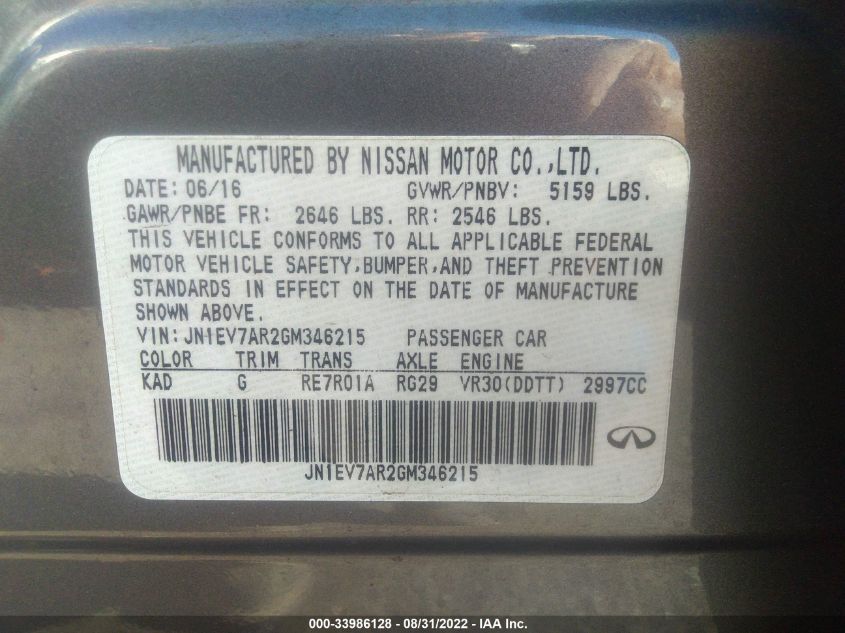 MANUFACTURED BY NISSAN MOTOR CO.,LTD.
DATE: 06/16 GVWR/PNBV: 5159 LBS.
GAWR/PNBE FR: 2646 LBS. RR: 2546 LBS.
THIS VEHICLE CONFORMS TO ALL APPLICABLE FEDERAL
MOTOR VEHICLE SAFETY,BUMPER,AND THEFT PREVENTION
STANDARDS IN EFFECT ON THE DATE OF MANUFACTURE
SHOWN ABOVE.
VIN:JN1EV7AR2GM346215 PASSENGER CAR
COLOR TRIM TRANS AXLE ENGINE
KAD G RE7R01A RG29 VR30(DDTT) 2997CC
JN1EV7AR2GM346215
000-33986128 - 08/31/2022 - IAA Inc.